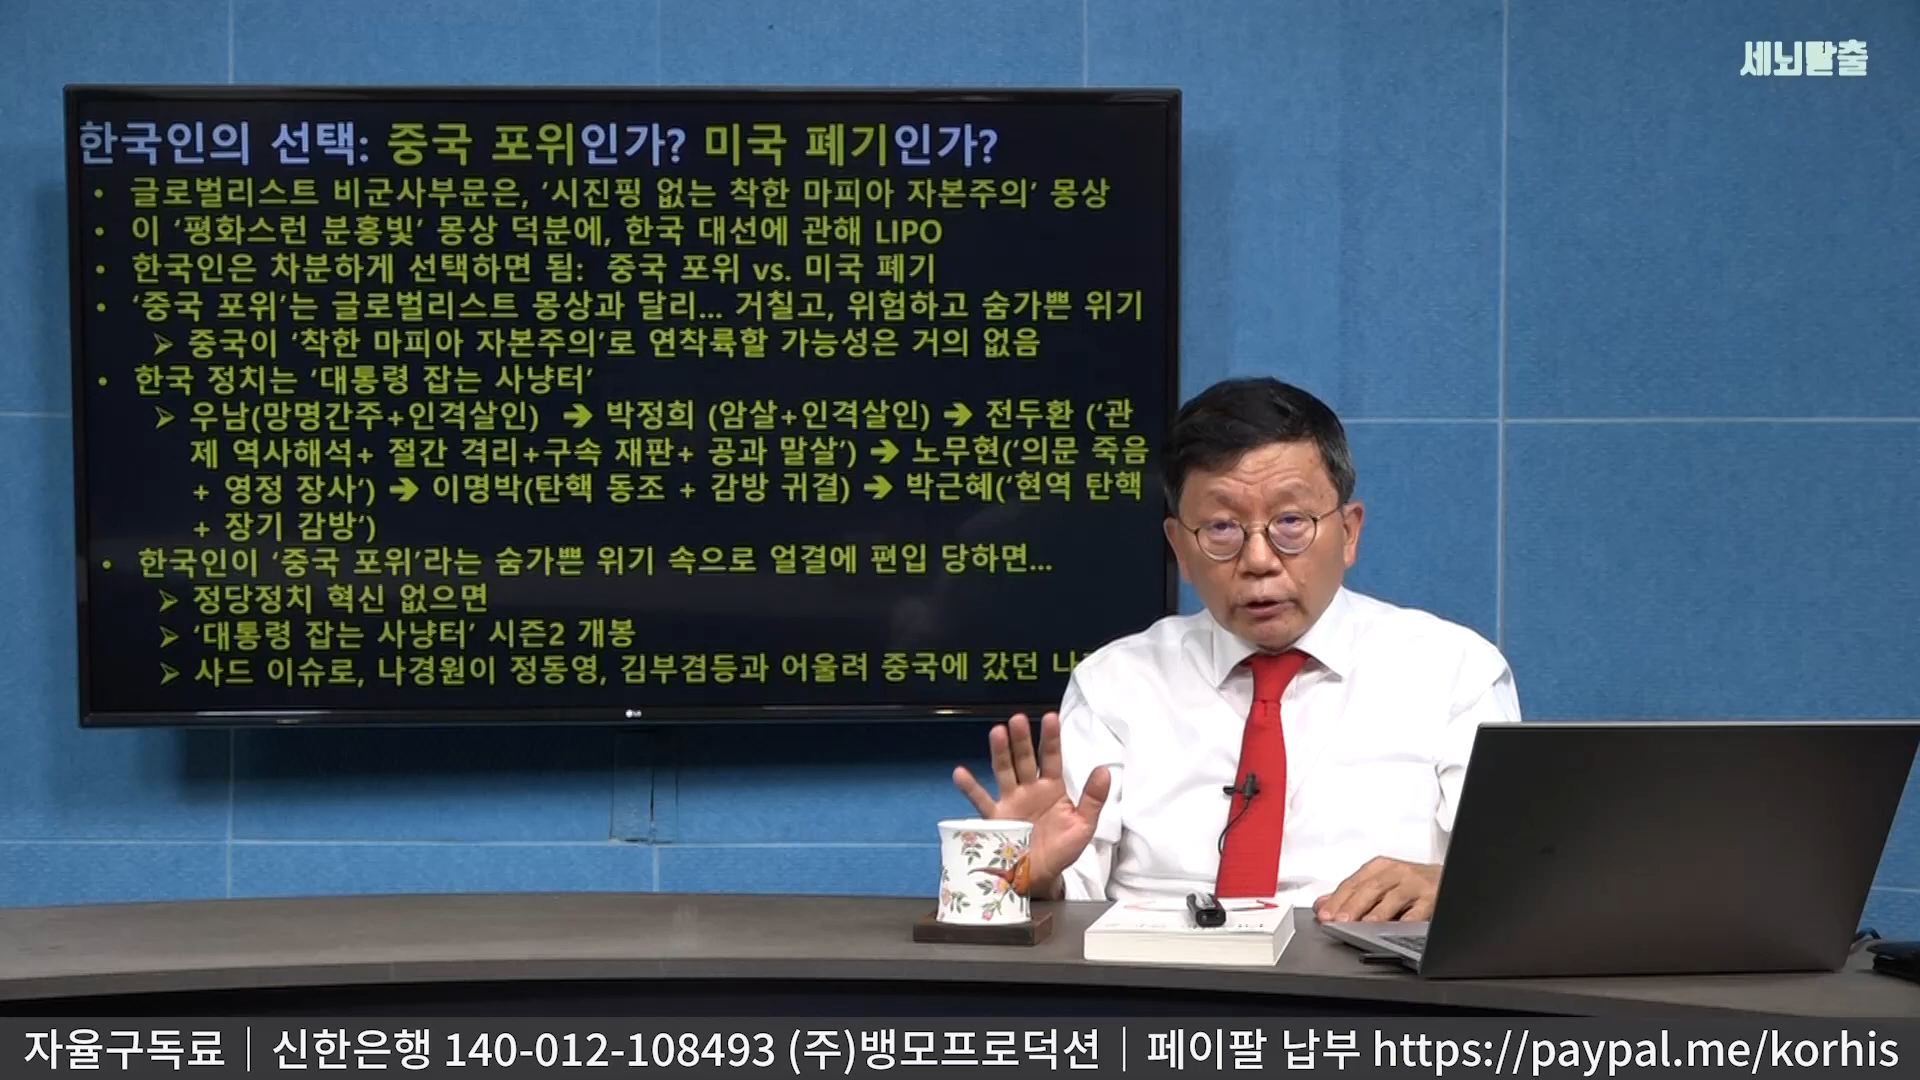 세뇌탈출
한국인의 선택: 중국 포위인가? 미국 폐기인가?
• 글로벌리스트 비군사부문은, ‘시진핑 없는 착한 마피아 자본주의’ 몽상
• 이 ‘평화스런 분홍빛’ 몽상 덕분에, 한국 대선에 관해 LIPO
• 한국인은 차분하게 선택하면 됨: 중국 포위 vs. 미국 폐기
• ‘중국 포위’는 글로벌리스트 몽상과 달리... 거칠고, 위험하고 숨가쁜 위기
➢ 중국이 ‘착한 마피아 자본주의’로 연착륙할 가능성은 거의 없음
• 한국 정치는 ‘대통령 잡는 사냥터’
➢ 우남(망명간주+인격살인) ➔ 박정희 (암살+인격살인) ➔ 전두환 (‘관
제 역사해석+ 절간 격리+구속 재판+ 공과 말살’) ➔ 노무현(‘의문 죽음
+ 영정 장사’) ➔ 이명박(탄핵 동조 + 감방 귀결) ➔ 박근혜(‘현역 탄핵
+ 장기 감방‘)
• 한국인이 ‘중국 포위’라는 숨가쁜 위기 속으로 얼결에 편입 당하면...
➢ 정당정치 혁신 없으면
➢ ‘대통령 잡는 사냥터’ 시즌2 개봉
➢ 사드 이슈로, 나경원이 정동영, 김부겸등과 어울려 중국에 갔던
LG
자율구독료│신한은행 140-012-108493 (주)뱅모프로덕션│페이팔 납부 https://paypal.me/korhis